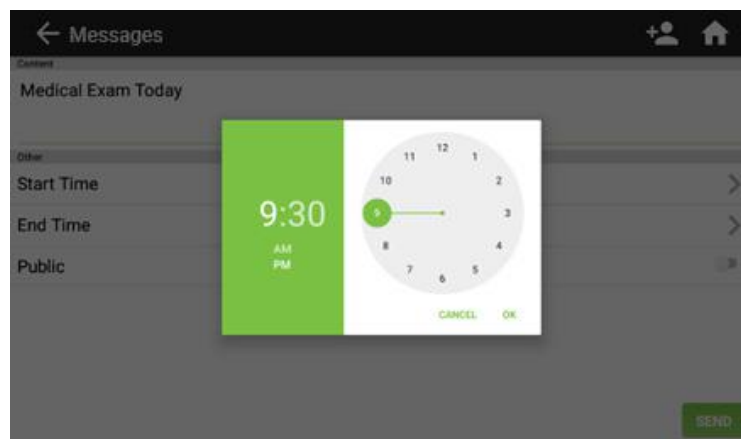 Messages
Content
Medical Exam Today
Other
Start Time
End Time
Public
9:30
AM
PM
12
1
2
3
4
5
6
7
8
9
10
11
CANCEL OK
SEND